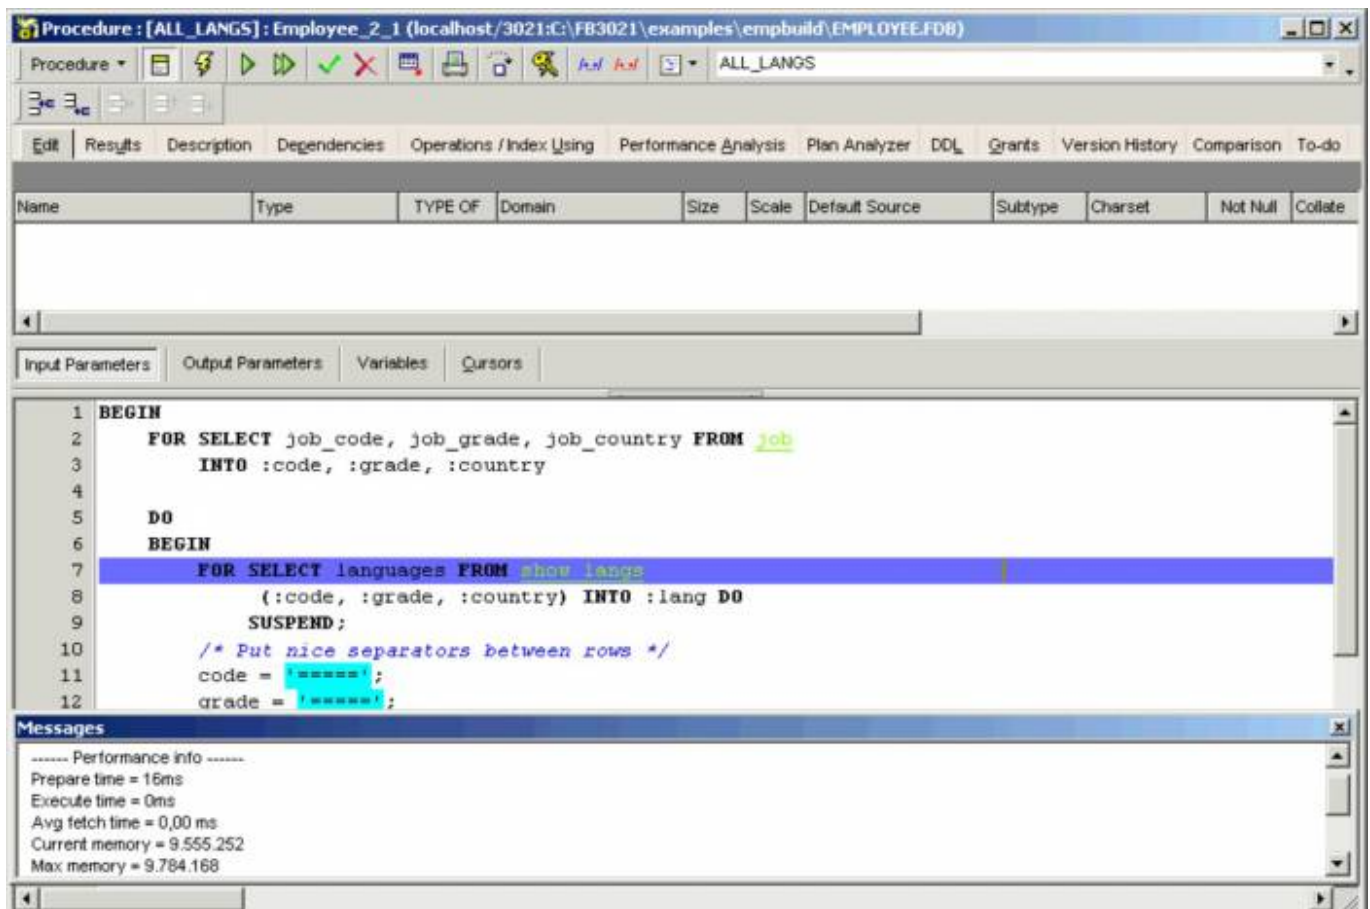 Procedure : [ALL_LANGS] : Employee_2_1 (localhost/3021:C:\FB3021\examples\empbuild\EMPLOYEE.FDB)
Procedure ALL_LANGS
Edit Results Description Dependencies Operations / Index Using Performance Analysis Plan Analyzer DDL Grants Version History Comparison To-do
Name Type TYPE OF Domain Size Scale Default Source Subtype Charset Not Null Collate
Input Parameters Output Parameters Variables Cursors
1 BEGIN
2 FOR SELECT job_code, job_grade, job_country FROM job
3 INTO :code, :grade, :country
4
5 DO
6 BEGIN
7 FOR SELECT languages FROM show_langs
8 (:code, :grade, :country) INTO :lang DO
9 SUSPEND;
10 /* Put nice separators between rows */
11 code = '=====';
12 grade = '=====';
Messages
------ Performance info ------
Prepare time = 16ms
Execute time = 0ms
Avg fetch time = 0,00 ms
Current memory = 9.555.252
Max memory = 9.784.168